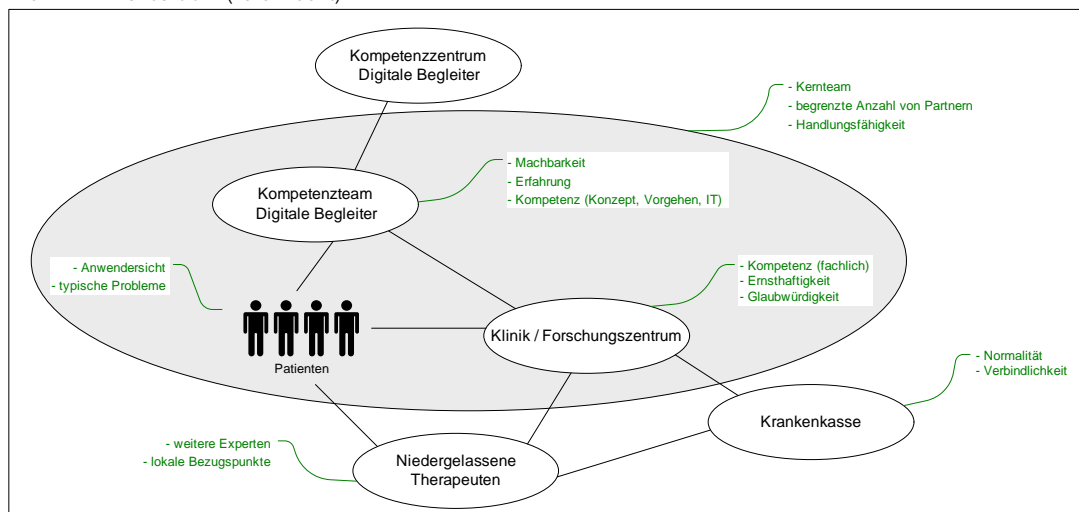 Kompetenzzentrum
Digitale Begleiter
- Kernteam
- begrenzte Anzahl von Partnern
- Handlungsfähigkeit
- Machbarkeit
- Erfahrung
- Kompetenz (Konzept, Vorgehen, IT)
Kompetenzteam
Digitale Begleiter
- Anwendersicht
- typische Probleme
- Kompetenz (fachlich)
- Ernsthaftigkeit
- Glaubwürdigkeit
Klinik / Forschungszentrum
Patienten
- Normalität
- Verbindlichkeit
Krankenkasse
- weitere Experten
- lokale Bezugspunkte
Niedergelassene
Therapeuten